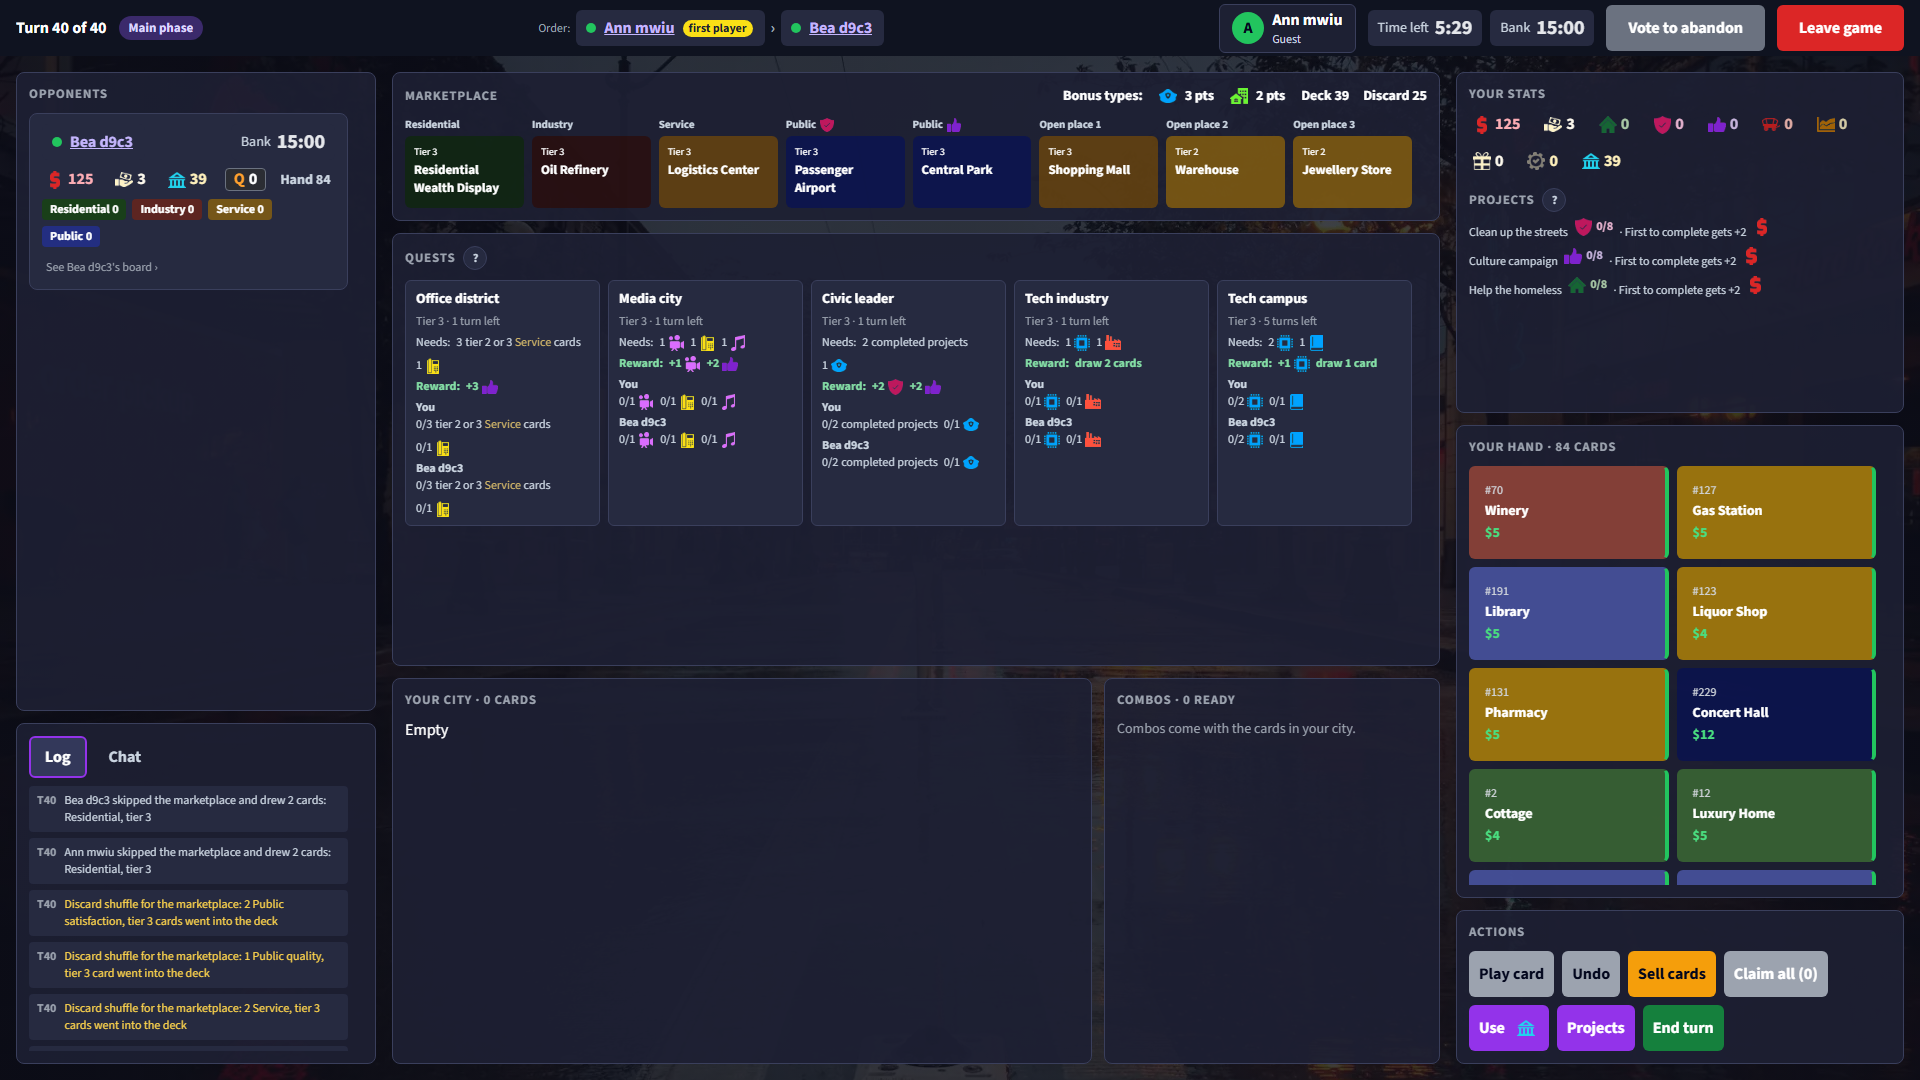 Turn 40 of 40 Main phase
Order: Ann mwiu first player › Bea d9c3
A Ann mwiu
Guest
Time left 5:29
Bank 15:00
Vote to abandon
Leave game
OPPONENTS
Bea d9c3 Bank 15:00
125 3 39 Q 0 Hand 84
Residential 0 Industry 0 Service 0
Public 0
See Bea d9c3's board ›
Log Chat
T40 Bea d9c3 skipped the marketplace and drew 2 cards:
Residential, tier 3
T40 Ann mwiu skipped the marketplace and drew 2 cards:
Residential, tier 3
T40 Discard shuffle for the marketplace: 2 Public
satisfaction, tier 3 cards went into the deck
T40 Discard shuffle for the marketplace: 1 Public quality,
tier 3 card went into the deck
T40 Discard shuffle for the marketplace: 2 Service, tier 3
cards went into the deck
MARKETPLACE
Bonus types: 3 pts 2 pts Deck 39 Discard 25
Residential
Tier 3
Residential
Wealth Display
Industry
Tier 3
Oil Refinery
Service
Tier 3
Logistics Center
Public
Tier 3
Passenger
Airport
Public
Tier 3
Central Park
Open place 1
Tier 3
Shopping Mall
Open place 2
Tier 2
Warehouse
Open place 3
Tier 2
Jewellery Store
QUESTS ?
Office district
Tier 3 · 1 turn left
Needs: 3 tier 2 or 3 Service cards
1
Reward: +3
You
0/3 tier 2 or 3 Service cards
0/1
Bea d9c3
0/3 tier 2 or 3 Service cards
0/1
Media city
Tier 3 · 1 turn left
Needs: 1 1 1
Reward: +1 +2
You
0/1 0/1 0/1
Bea d9c3
0/1 0/1 0/1
Civic leader
Tier 3 · 1 turn left
Needs: 2 completed projects
1
Reward: +2 +2
You
0/2 completed projects 0/1
Bea d9c3
0/2 completed projects 0/1
Tech industry
Tier 3 · 1 turn left
Needs: 1 1
Reward: draw 2 cards
You
0/1 0/1
Bea d9c3
0/1 0/1
Tech campus
Tier 3 · 5 turns left
Needs: 2 1
Reward: +1 draw 1 card
You
0/2 0/1
Bea d9c3
0/2 0/1
YOUR CITY · 0 CARDS
Empty
COMBOS · 0 READY
Combos come with the cards in your city.
YOUR STATS
125 3 0 0 0 0 0
0 0 39
PROJECTS ?
Clean up the streets 0/8 · First to complete gets +2
Culture campaign 0/8 · First to complete gets +2
Help the homeless 0/8 · First to complete gets +2
YOUR HAND · 84 CARDS
#70
Winery
$5
#127
Gas Station
$5
#191
Library
$5
#123
Liquor Shop
$4
#131
Pharmacy
$5
#229
Concert Hall
$12
#2
Cottage
$4
#12
Luxury Home
$5
ACTIONS
Play card Undo Sell cards Claim all (0)
Use Projects End turn